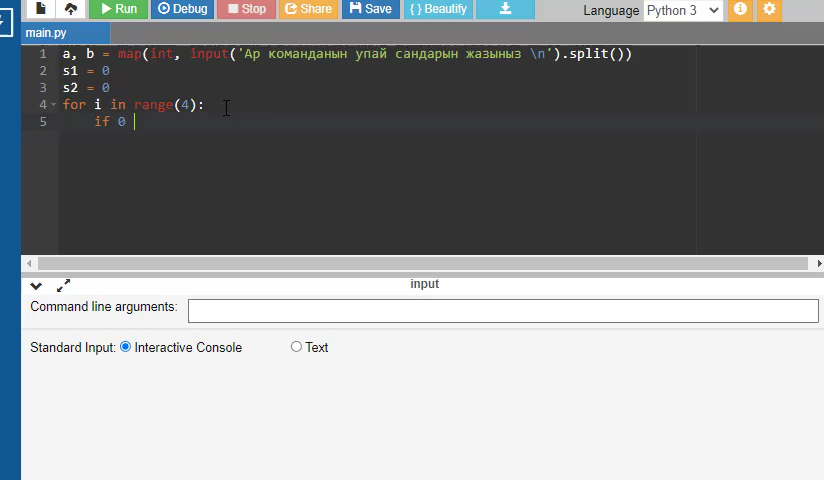 Run Debug Stop Share Save { } Beautify Language Python 3
main.py
1 a, b = map(int, input('Ар команданын упай сандарын жазыныз \n').split())
2 s1 = 0
3 s2 = 0
4 for i in range(4):
5 if 0
input
Command line arguments:
Standard Input: Interactive Console Text